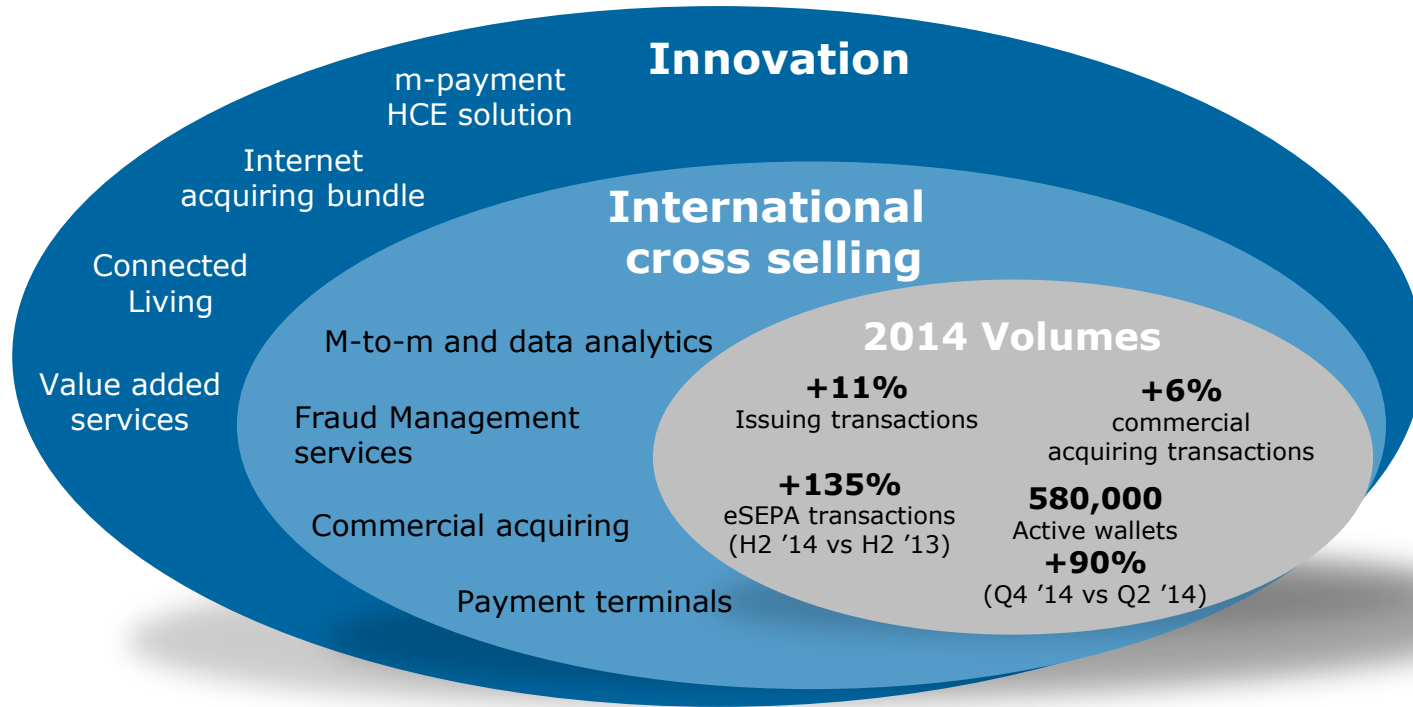 Innovation
m-payment
HCE solution
Internet
acquiring bundle
Connected
Living
Value added
services
International
cross selling
M-to-m and data analytics
Fraud Management
services
Commercial acquiring
Payment terminals
2014 Volumes
+11%
Issuing transactions
+6%
commercial
acquiring transactions
+135%
eSEPA transactions
(H2 ’14 vs H2 ’13)
580,000
Active wallets
+90%
(Q4 ’14 vs Q2 ’14)